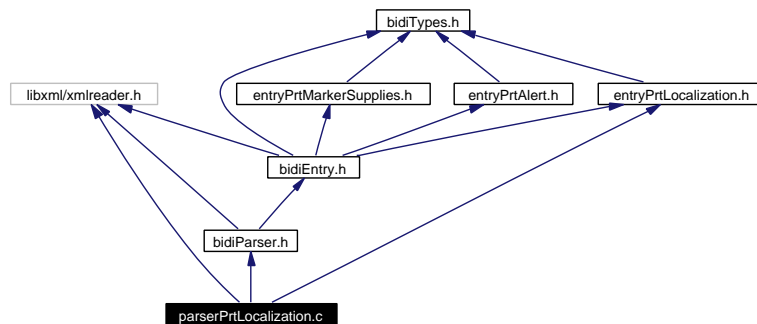 bidiTypes.h
libxml/xmlreader.h
entryPrtMarkerSupplies.h
entryPrtAlert.h
entryPrtLocalization.h
bidiEntry.h
bidiParser.h
parserPrtLocalization.c